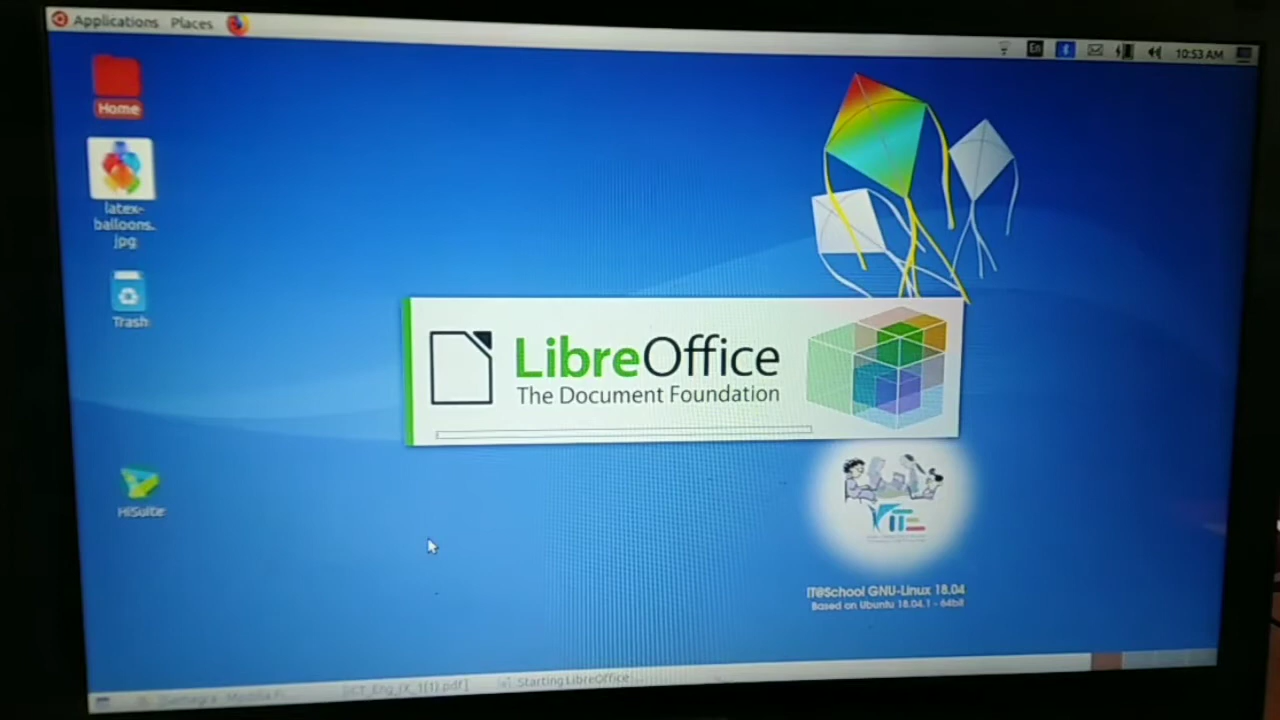 Applications Places
En 10:53 AM
Home
latex-
balloons.
jpg
Trash
LibreOffice
The Document Foundation
HiSuite
IT@School GNU-Linux 18.04
Based on Ubuntu 18.04.1 - 64bit
Starting LibreOffice